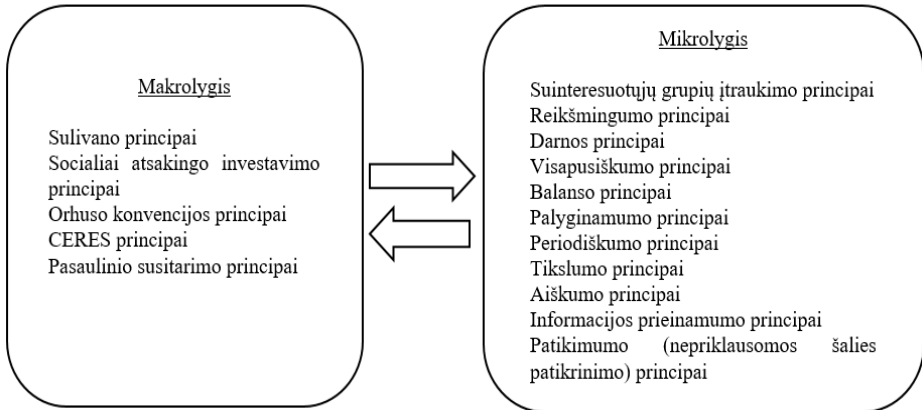 Makrolygis
Sulivano principai
Socialiai atsakingo investavimo
principai
Orhuso konvencijos principai
CERES principai
Pasaulinio susitarimo principai
Mikrolygis
Suinteresuotųjų grupių įtraukimo principai
Reikšmingumo principai
Darnos principai
Visapusiškumo principai
Balanso principai
Palyginamumo principai
Periodiškumo principai
Tikslumo principai
Aiškumo principai
Informacijos prieinamumo principai
Patikimumo (nepriklausomos šalies
patikrinimo) principai